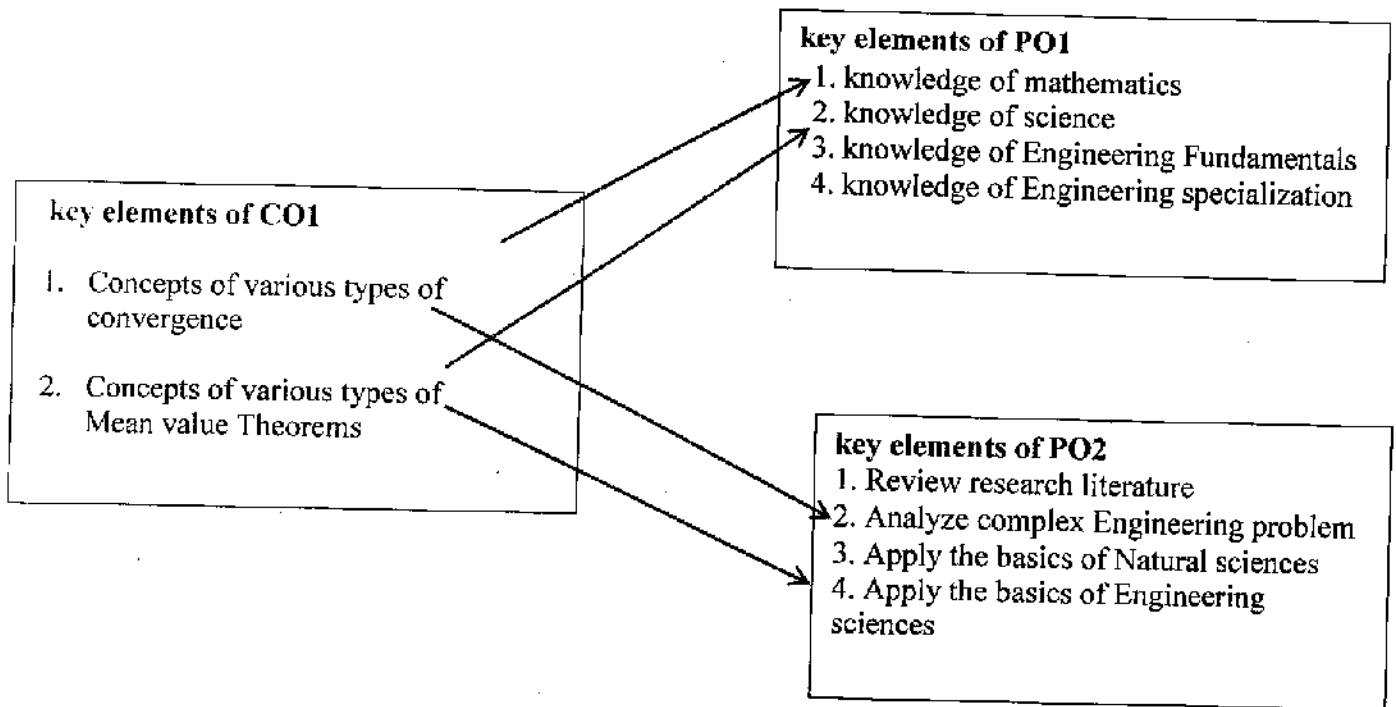 key elements of PO1
1. knowledge of mathematics
2. knowledge of science
3. knowledge of Engineering Fundamentals
4. knowledge of Engineering specialization
key elements of CO1
1. Concepts of various types of
convergence
2. Concepts of various types of
Mean value Theorems
key elements of PO2
1. Review research literature
2. Analyze complex Engineering problem
3. Apply the basics of Natural sciences
4. Apply the basics of Engineering
sciences